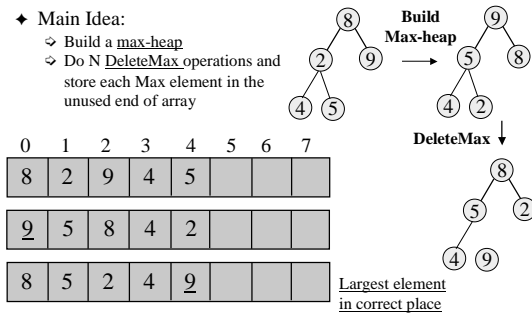 ✦ Main Idea:
➭ Build a max-heap
➭ Do N DeleteMax operations and
store each Max element in the
unused end of array
8
2 9
4 5
Build
Max-heap
9
5 8
4 2
DeleteMax
8
5 2
4 9
0 1 2 3 4 5 6 7
8 2 9 4 5
9 5 8 4 2
8 5 2 4 9
Largest element
in correct place